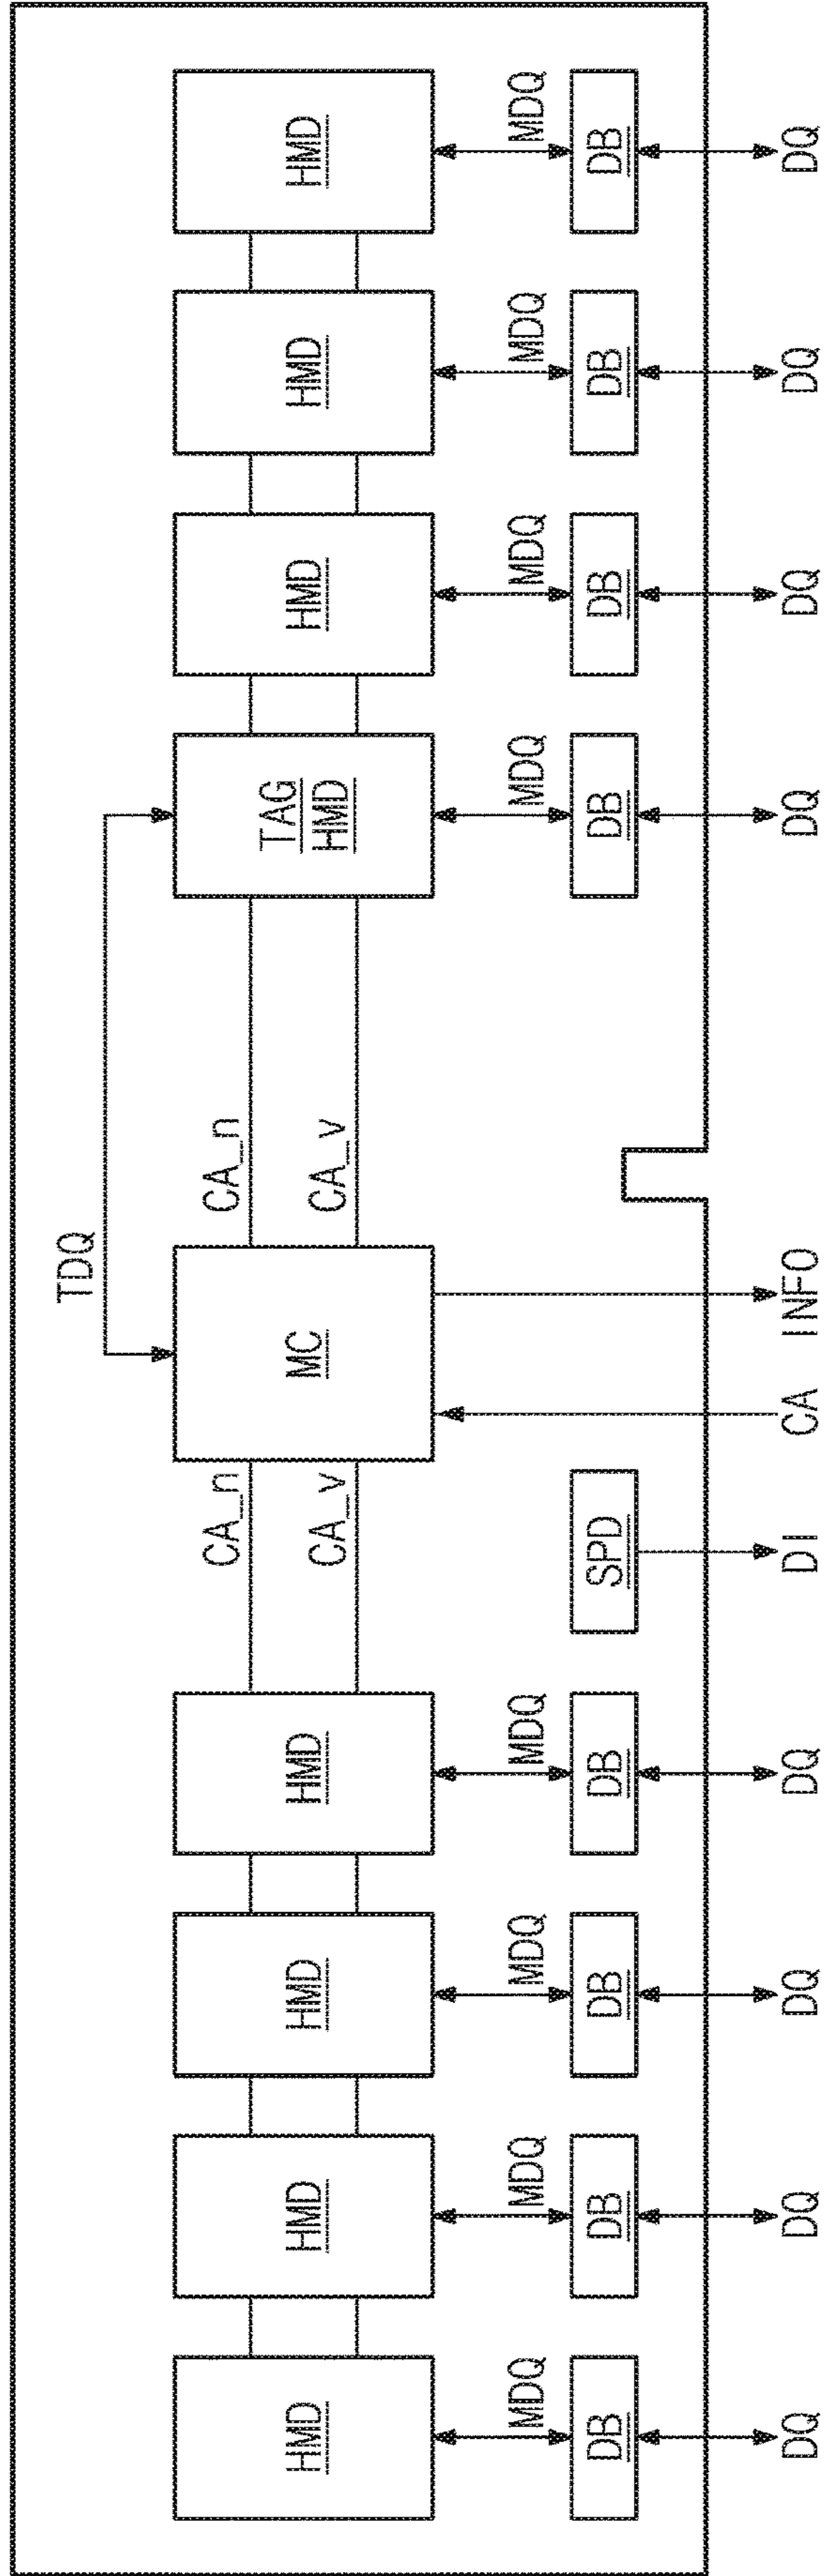 TDQ
CA_n
CA_n
HMD
HMD
HMD
HMD
MC
TAG
HMD
HMD
HMD
HMD
CA_v
CA_v
MDQ
MDQ
MDQ
MDQ
MDQ
MDQ
MDQ
MDQ
DB
DB
DB
DB
SPD
DB
DB
DB
DB
DQ
DQ
DQ
DQ
DI
CA
INFO
DQ
DQ
DQ
DQ